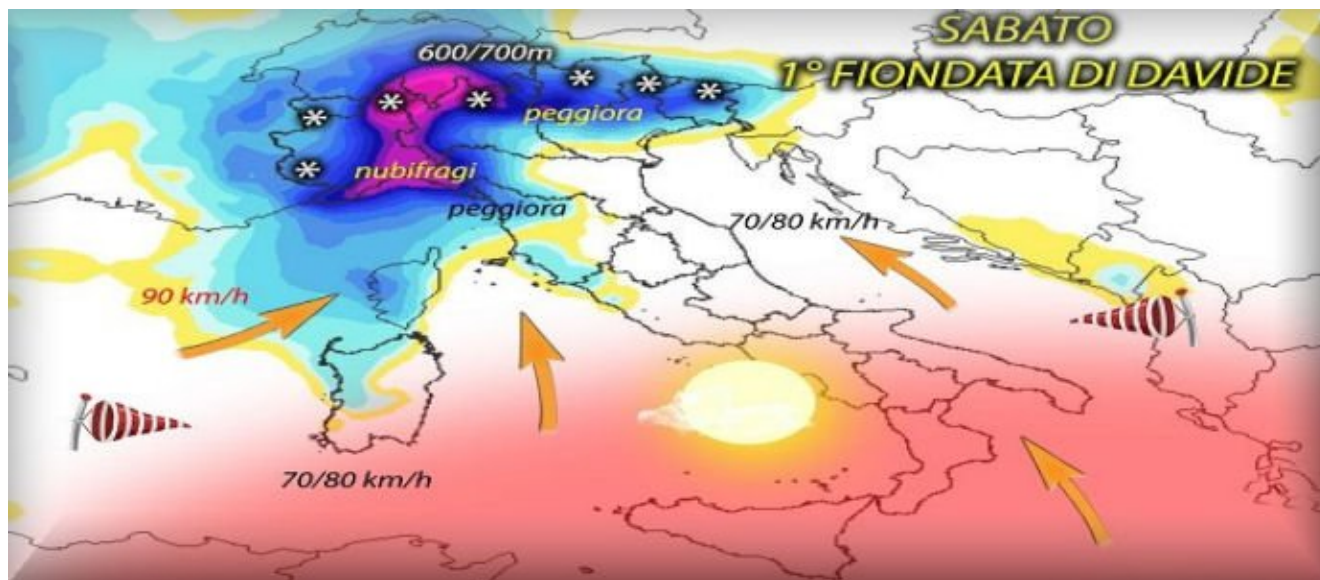 SABATO
1° FIONDATA DI DAVIDE
600/700m
peggiora
nubifragi
peggiora
70/80 km/h
90 km/h
70/80 km/h